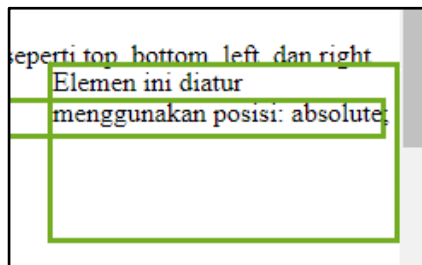 seperti top, bottom, left, dan right
Elemen ini diatur
menggunakan posisi: absolute;